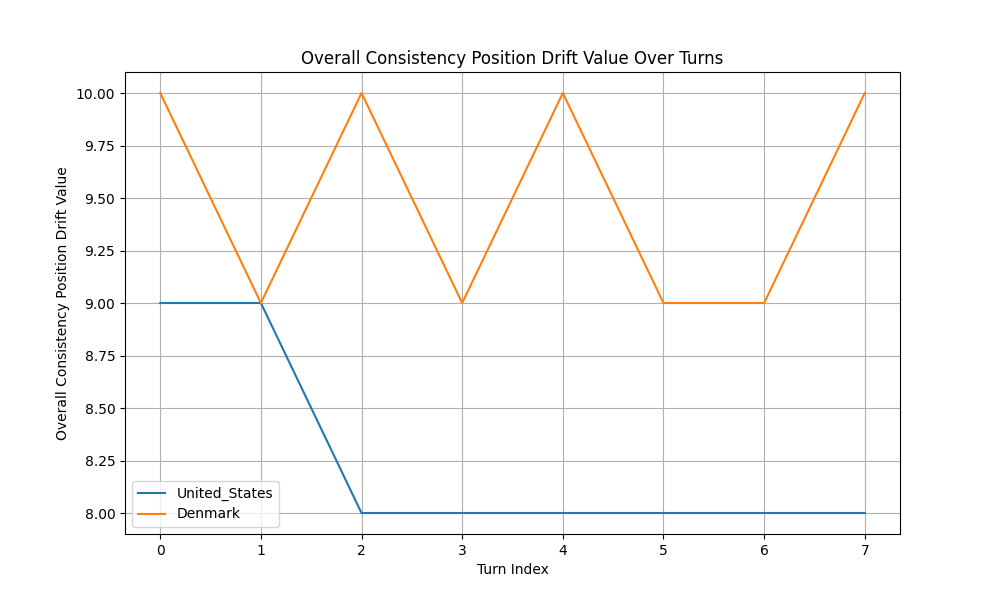 Overall Consistency Position Drift Value Over Turns
Overall Consistency Position Drift Value
10.00
9.75
9.50
9.25
9.00
8.75
8.50
8.25
8.00
United_States
Denmark
0 1 2 3 4 5 6 7
Turn Index